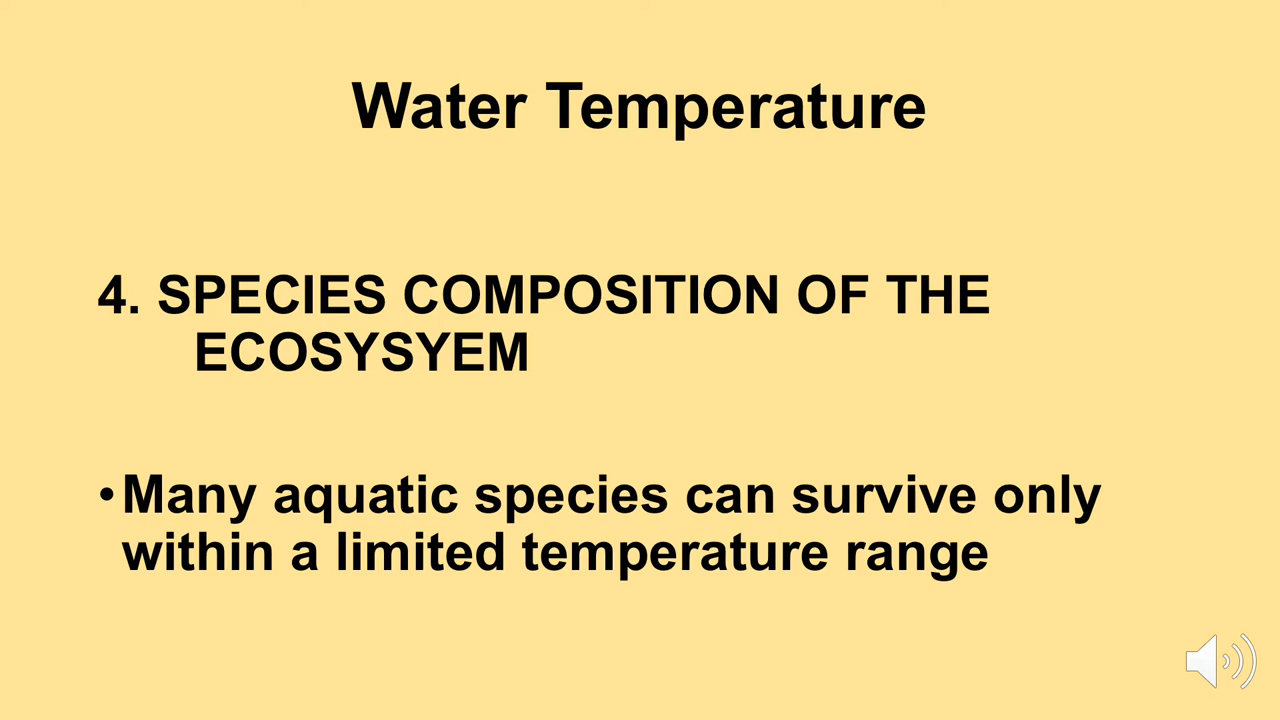 Water Temperature
4. SPECIES COMPOSITION OF THE
ECOSYSYEM
•Many aquatic species can survive only
within a limited temperature range